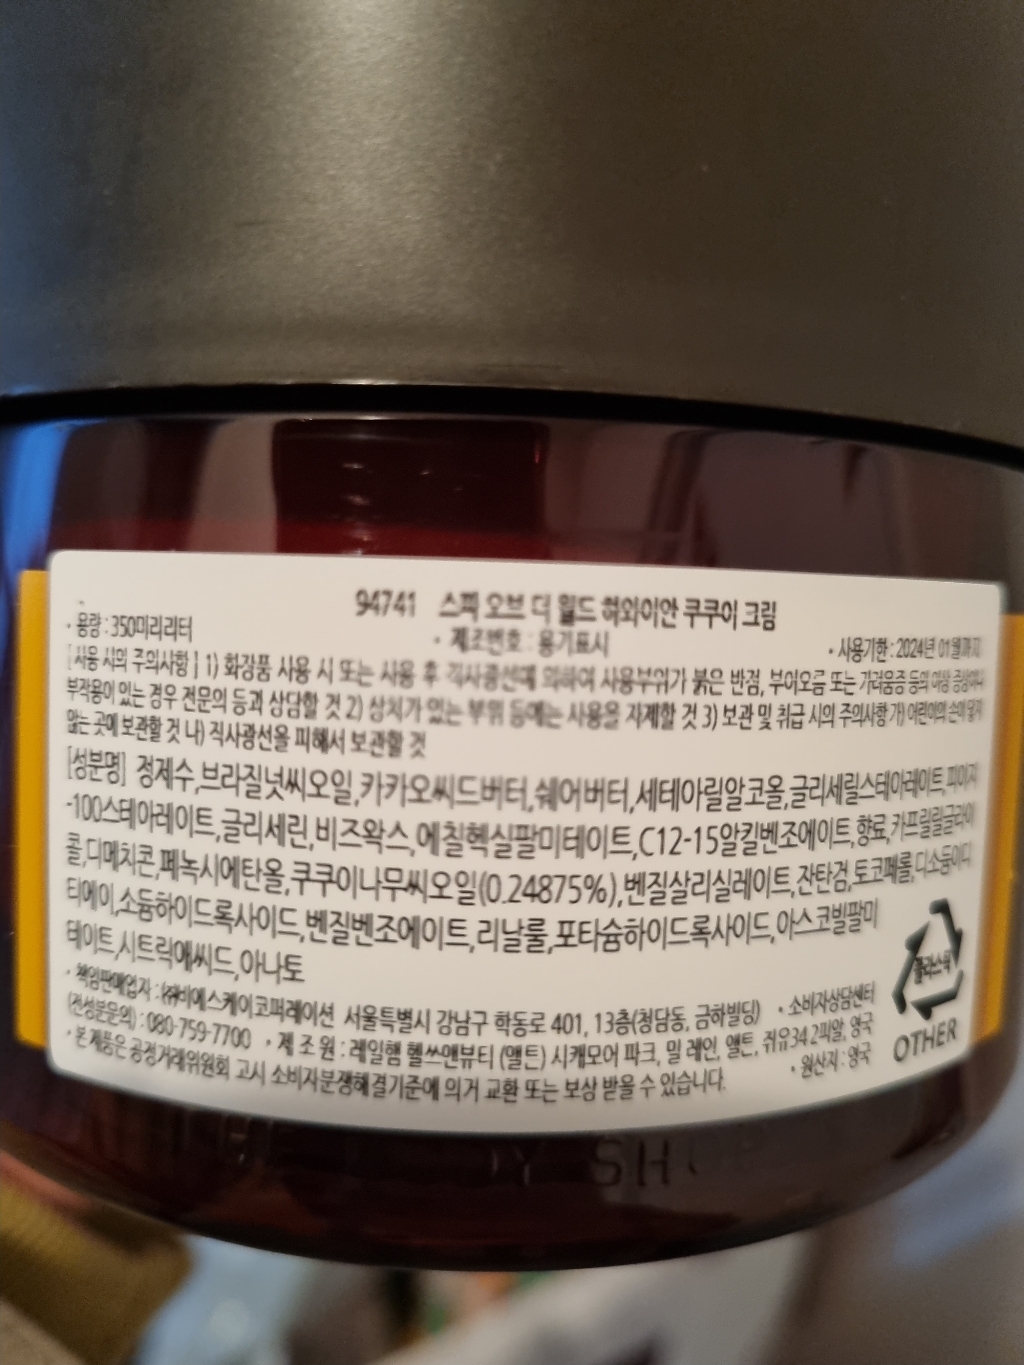 94741 스파 오브 더 월드 하와이안 쿠쿠이 크림
• 용량 : 350미리리터 • 제조번호 : 용기표시 • 사용기한 : 2024년 01월까지
[ 사용 시의 주의사항 ] 1) 화장품 사용 시 또는 사용 후 직사광선에 의하여 사용부위가 붉은 반점, 부어오름 또는 가려움증 등의 이상 증상이나
부작용이 있는 경우 전문의 등과 상담할 것 2) 상처가 있는 부위 등에는 사용을 자제할 것 3) 보관 및 취급 시의 주의사항 가) 어린이의 손이 닿지
않는 곳에 보관할 것 나) 직사광선을 피해서 보관할 것
[성분명] 정제수,브라질넛씨오일,카카오씨드버터,쉐어버터,세테아릴알코올,글리세릴스테아레이트,피이지
-100스테아레이트,글리세린,비즈왁스,에칠헥실팔미테이트,C12-15알킬벤조에이트,향료,카프릴릴글라이
콜,디메치콘,페녹시에탄올,쿠쿠이나무씨오일(0.24875%),벤질살리실레이트,잔탄검,토코페롤,디소듐이디
티에이,소듐하이드록사이드,벤질벤조에이트,리날룰,포타슘하이드록사이드,아스코빌팔미
테이트,시트릭애씨드,아나토
• 책임판매업자 : ㈜비에스케이코퍼레이션 서울특별시 강남구 학동로 401, 13층(청담동, 금하빌딩) • 소비자상담센터
(전성분문의) : 080-759-7700 • 제 조 원 : 레일햄 헬쓰앤뷰티 (앨튼) 시캐모어 파크, 밀 레인, 앨튼, 쥐유34 2픽알, 영국
• 본 제품은 공정거래위원회 고시 소비자분쟁해결기준에 의거 교환 또는 보상 받을 수 있습니다. • 원산지 : 영국
플라스틱
OTHER